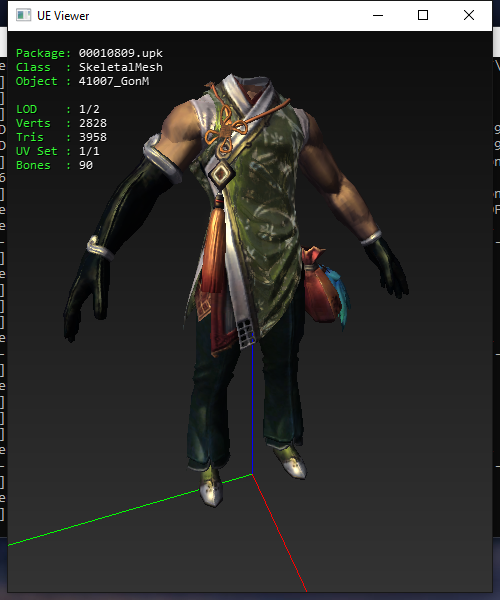 UE Viewer
Package: 00010809.upk
Class : SkeletalMesh
Object : 41007_GonM
LOD : 1/2
Verts : 2828
Tris : 3958
UV Set : 1/1
Bones : 90